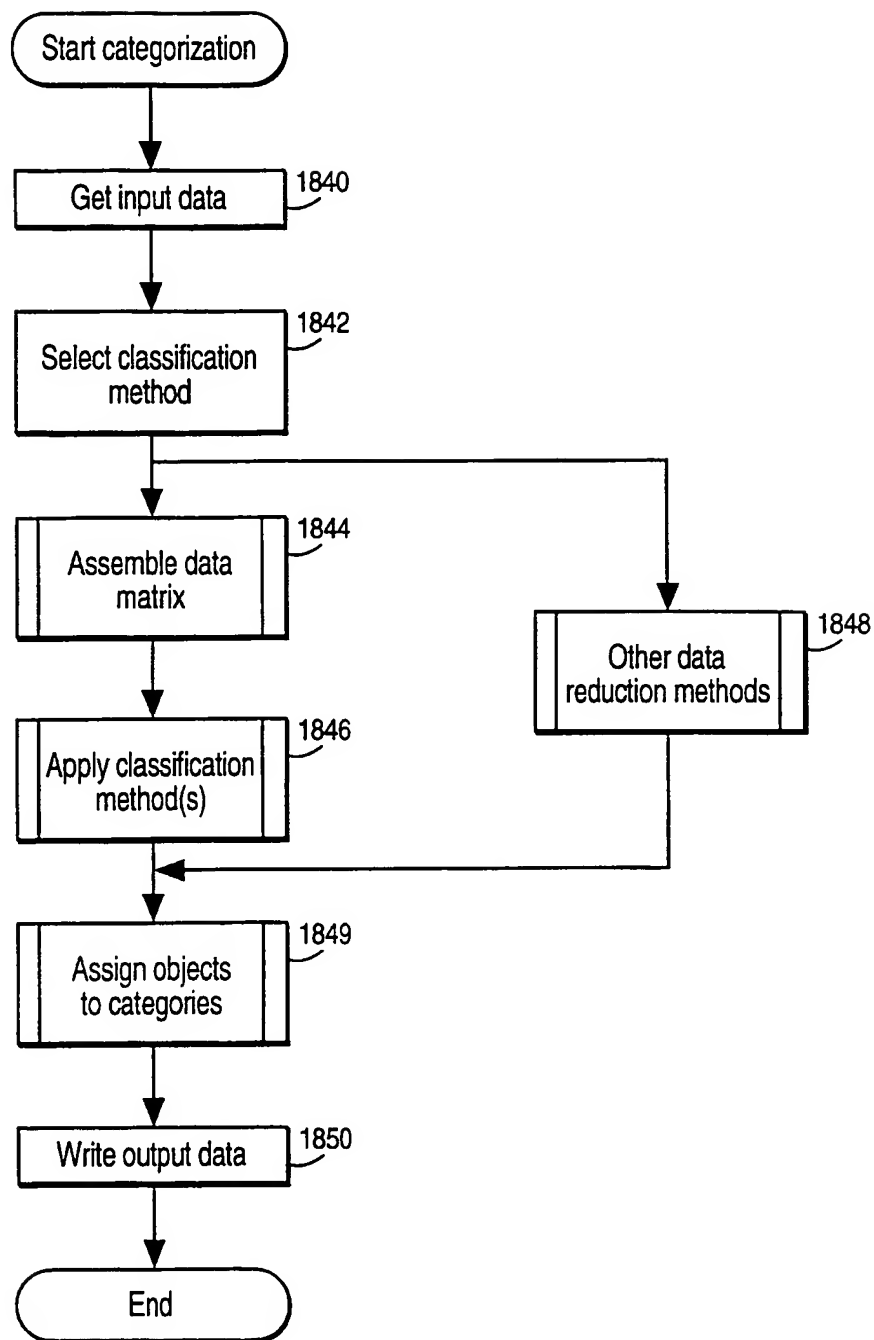 Start categorization
1840
Get input data
1842
Select classification
method
1844
Assemble data
matrix
1848
Other data
reduction methods
1846
Apply classification
method(s)
1849
Assign objects
to categories
1850
Write output data
End